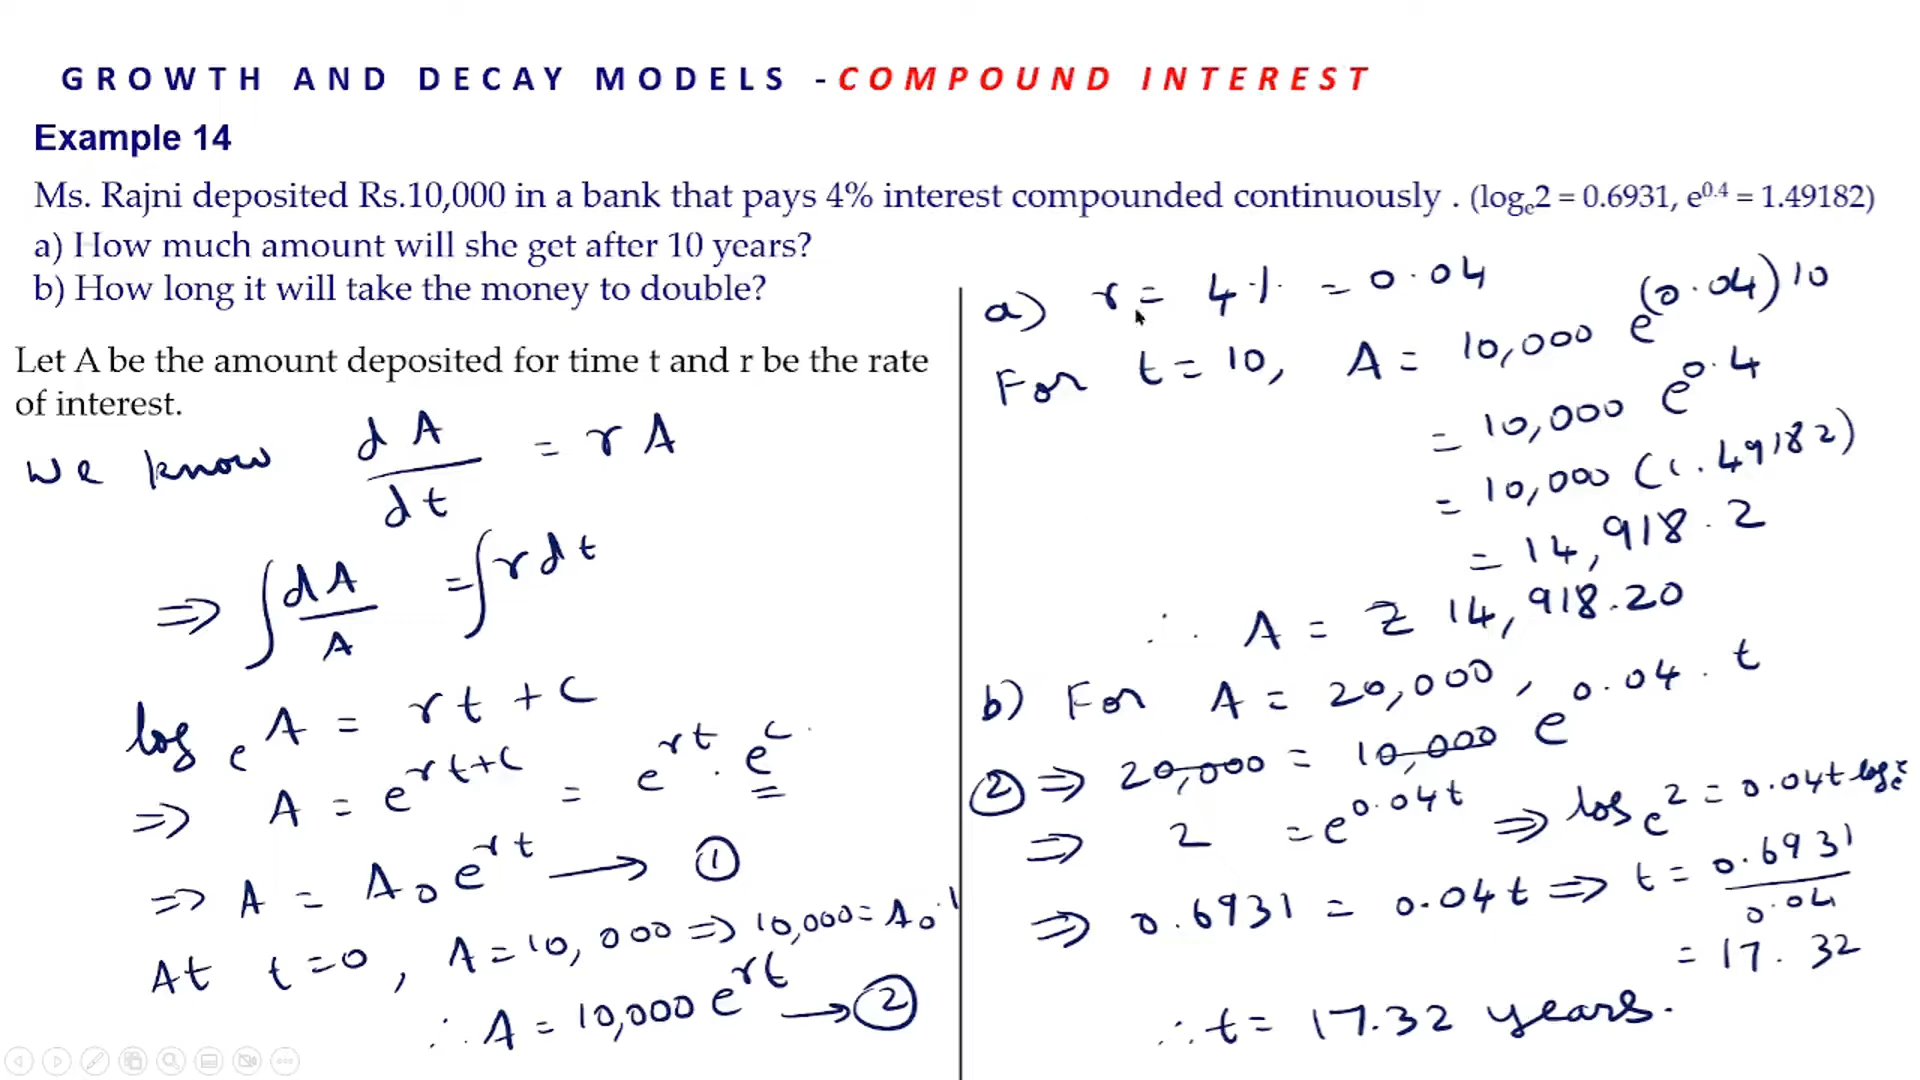 GROWTH AND DECAY MODELS - COMPOUND INTEREST
Example 14
Ms. Rajni deposited Rs.10,000 in a bank that pays 4% interest compounded continuously . (logₑ2 = 0.6931, e^0.4 = 1.49182)
a) How much amount will she get after 10 years?
b) How long it will take the money to double?
Let A be the amount deposited for time t and r be the rate
of interest.
We know dA/dt = rA
⇒ ∫ dA/A = ∫ r dt
logₑ A = rt + c
⇒ A = e^(rt+c) = e^(rt) . e^c
⇒ A = A₀ e^(rt) ⟶ ①
At t=0, A = 10,000 ⇒ 10,000 = A₀·1
∴ A = 10,000 e^(rt) ⟶ ②
a) r = 4% = 0.04
For t = 10, A = 10,000 e^((0.04)10)
= 10,000 e^0.4
= 10,000 (1.49182)
= 14,918.2
∴ A = ₹ 14,918.20
b) For A = 20,000,
② ⇒ 20,000 = 10,000 e^(0.04.t)
⇒ 2 = e^(0.04t) ⇒ logₑ2 = 0.04t logₑe
⇒ 0.6931 = 0.04t ⇒ t = 0.6931/0.04
= 17.32
∴ t = 17.32 years.